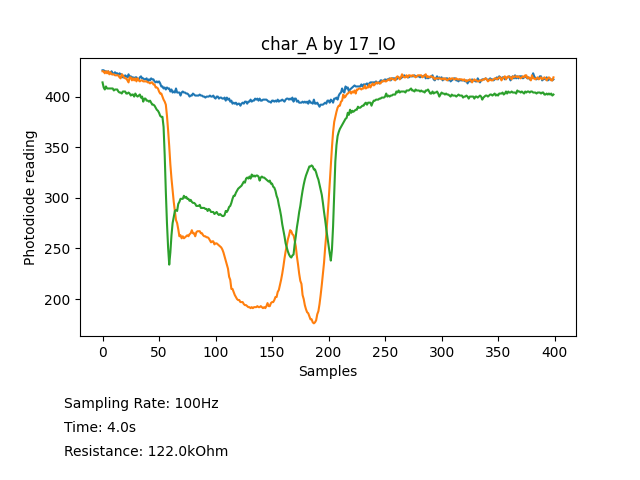 char_A by 17_IO
Photodiode reading
400
350
300
250
200
0 50 100 150 200 250 300 350 400
Samples
Sampling Rate: 100Hz
Time: 4.0s
Resistance: 122.0kOhm